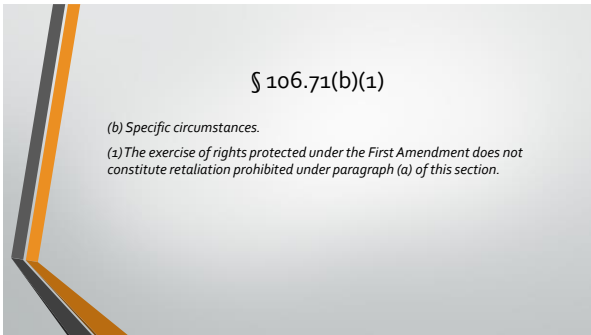 § 106.71(b)(1)
(b) Specific circumstances.
(1)The exercise of rights protected under the First Amendment does not
constitute retaliation prohibited under paragraph (a) of this section.